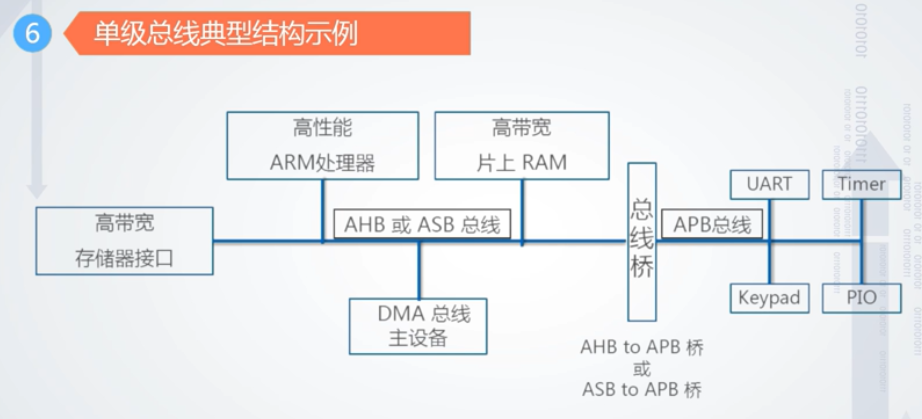 6
单级总线典型结构示例
高性能
ARM处理器
高带宽
片上 RAM
高带宽
存储器接口
AHB 或 ASB 总线
DMA 总线
主设备
总线桥
APB总线
UART
Timer
Keypad
PIO
AHB to APB 桥
或
ASB to APB 桥